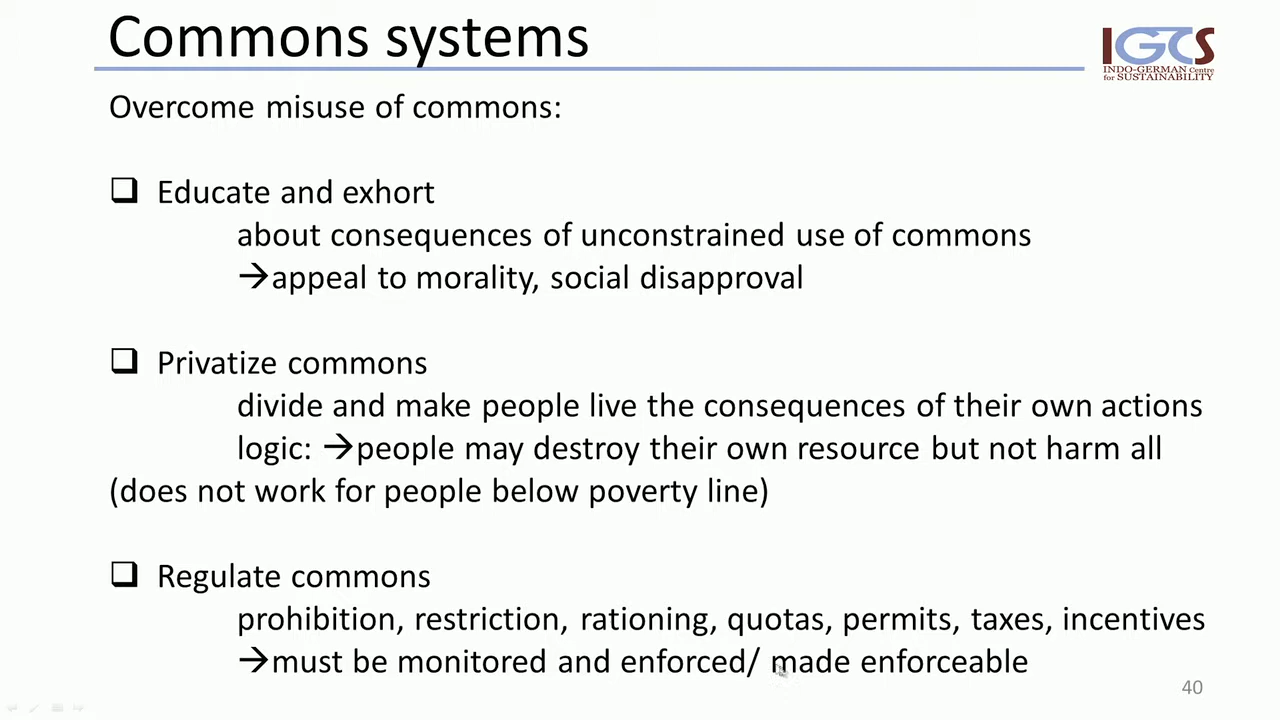 Commons systems
IGCS
INDO-GERMAN Centre
for SUSTAINABILITY
Overcome misuse of commons:
❑ Educate and exhort
about consequences of unconstrained use of commons
→appeal to morality, social disapproval
❑ Privatize commons
divide and make people live the consequences of their own actions
logic: →people may destroy their own resource but not harm all
(does not work for people below poverty line)
❑ Regulate commons
prohibition, restriction, rationing, quotas, permits, taxes, incentives
→must be monitored and enforced/ made enforceable
40